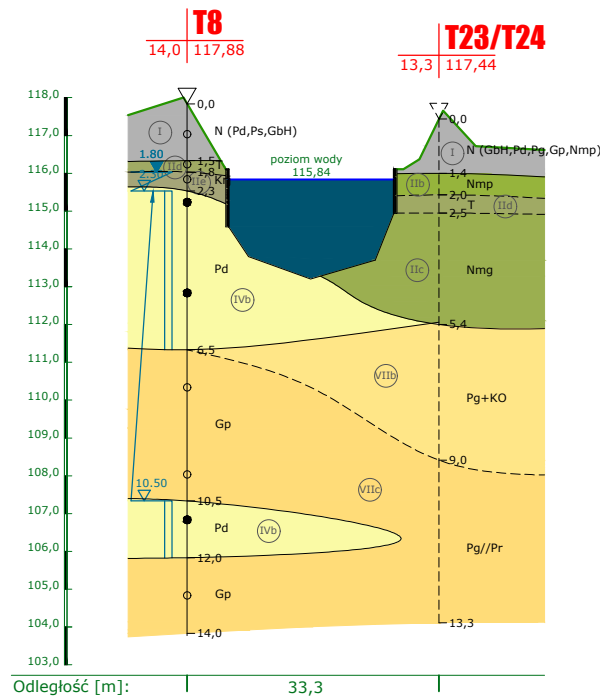 T8
14,0 117,88
T23/T24
13,3 117,44
118,0
117,0
116,0
115,0
114,0
113,0
112,0
111,0
110,0
109,0
108,0
107,0
106,0
105,0
104,0
103,0
0,0
I
N (Pd,Ps,GbH)
1.80
1,5
T
IId
1,8
IIe
2,3
poziom wody
115,84
0,0
I
N (GbH,Pd,Pg,Gp,Nmp)
1,4
IIb
Nmp
2,0
T
IId
2,5
Pd
IVb
IIc
Nmg
5,4
6,5
VIIb
Pg+KO
Gp
9,0
VIIc
10.50
10,5
Pd
IVb
Pg//Pr
12,0
Gp
13,3
14,0
Odległość [m]:
33,3